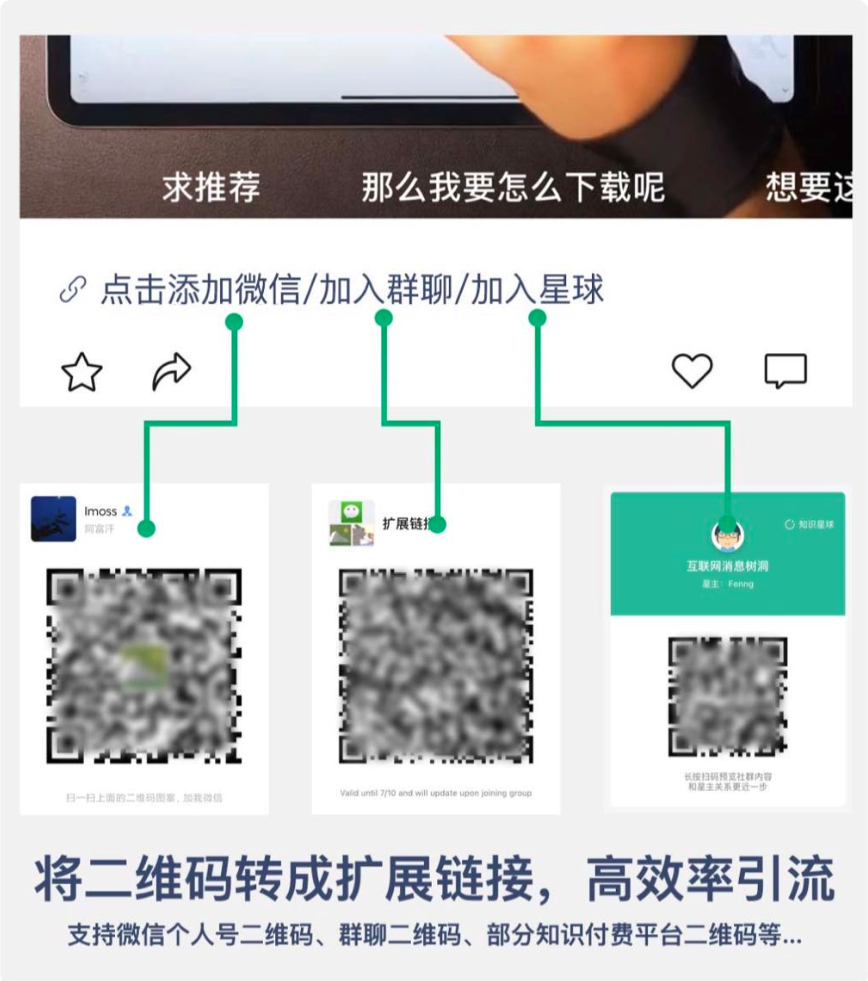 求推荐
那么我要怎么下载呢
想要这
点击添加微信/加入群聊/加入星球
lmoss
阿富汗
扩展链接
知识星球
互联网消息树洞
星主：Fenng
扫一扫上面的二维码图案，加我微信
Valid until 7/10 and will update upon joining group
长按扫码预览社群内容
和星主关系更近一步
将二维码转成扩展链接，高效率引流
支持微信个人号二维码、群聊二维码、部分知识付费平台二维码等...